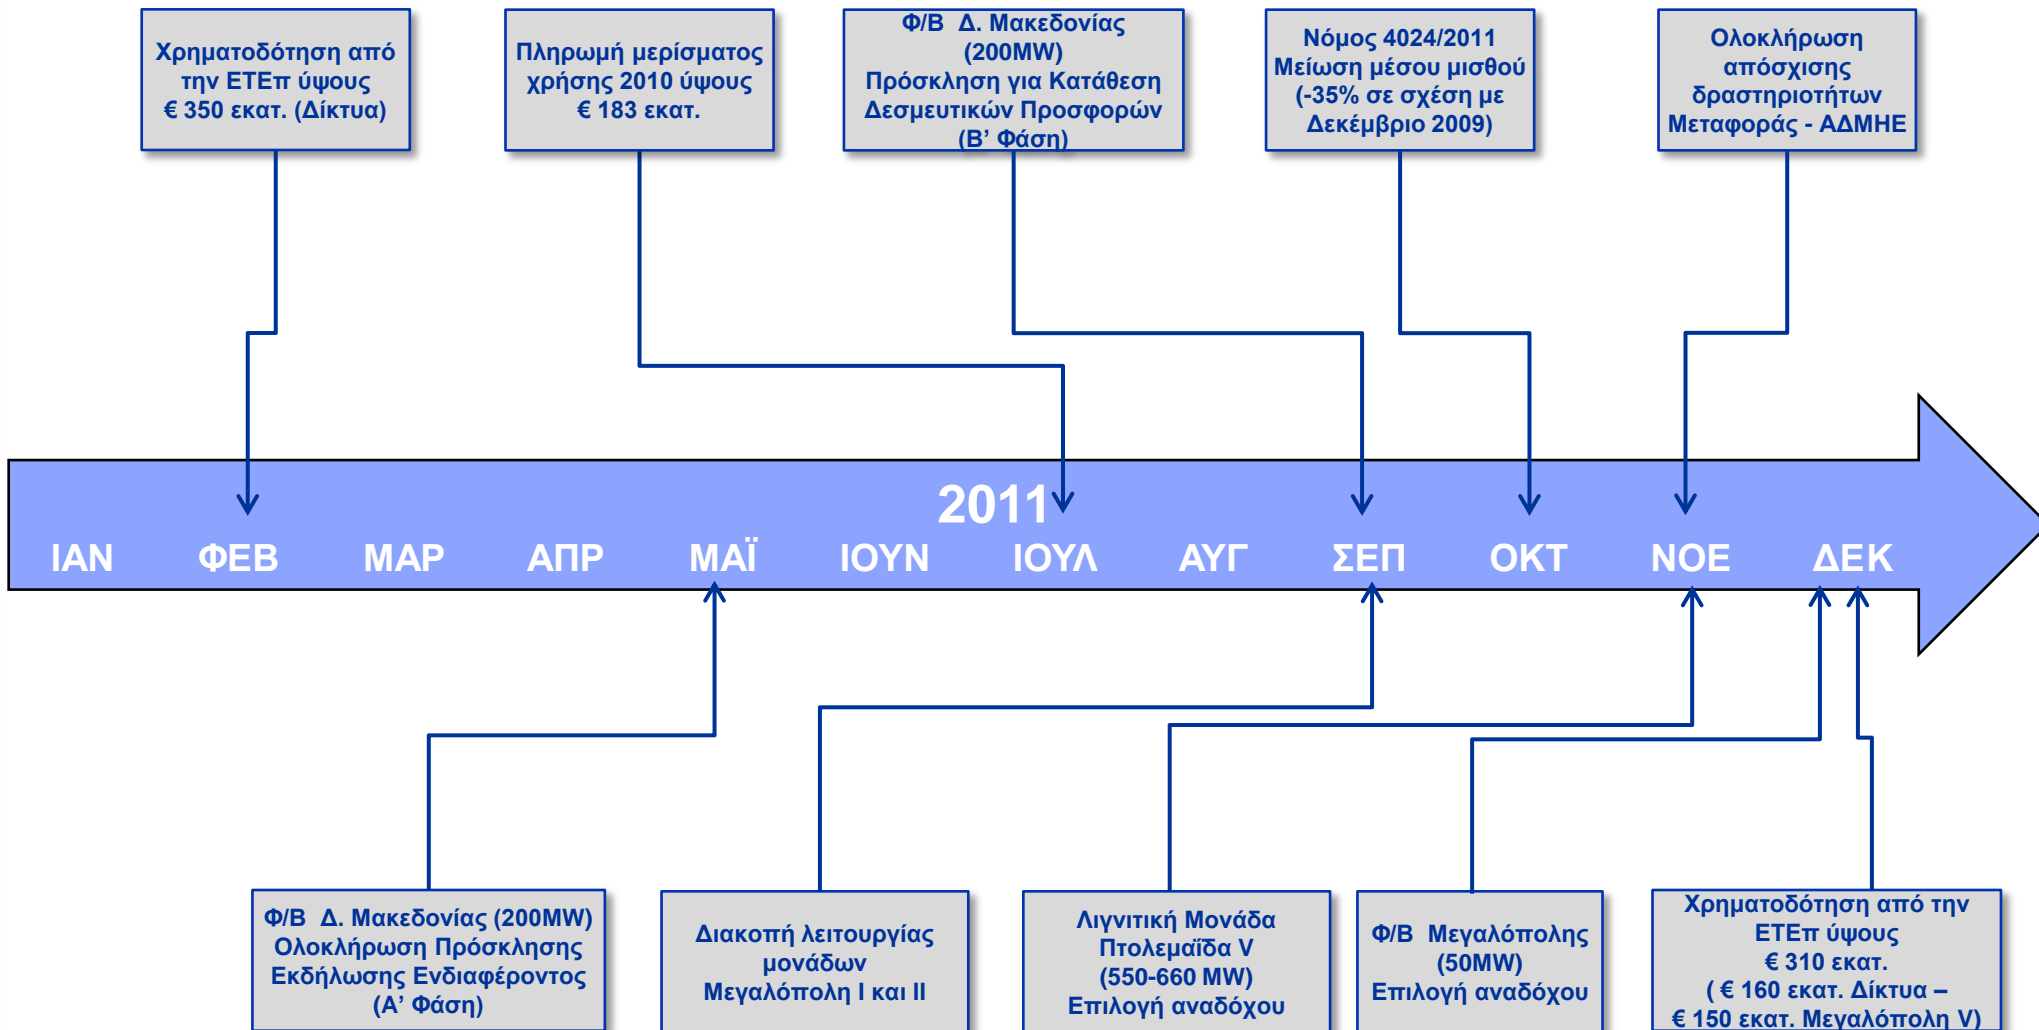 Χρηματοδότηση από
την ΕΤΕπ ύψους
€ 350 εκατ. (Δίκτυα)
Πληρωμή μερίσματος
χρήσης 2010 ύψους
€ 183 εκατ.
Φ/Β Δ. Μακεδονίας
(200MW)
Πρόσκληση για Κατάθεση
Δεσμευτικών Προσφορών
(Β’ Φάση)
Νόμος 4024/2011
Μείωση μέσου μισθού
(-35% σε σχέση με
Δεκέμβριο 2009)
Ολοκλήρωση
απόσχισης
δραστηριοτήτων
Μεταφοράς - ΑΔΜΗΕ
2011
ΙΑΝ ΦΕΒ ΜΑΡ ΑΠΡ ΜΑΪ ΙΟΥΝ ΙΟΥΛ ΑΥΓ ΣΕΠ ΟΚΤ ΝΟΕ ΔΕΚ
Φ/Β Δ. Μακεδονίας (200MW)
Ολοκλήρωση Πρόσκλησης
Εκδήλωσης Ενδιαφέροντος
(Α’ Φάση)
Διακοπή λειτουργίας
μονάδων
Μεγαλόπολη Ι και ΙΙ
Λιγνιτική Μονάδα
Πτολεμαΐδα V
(550-660 MW)
Επιλογή αναδόχου
Φ/Β Μεγαλόπολης
(50MW)
Επιλογή αναδόχου
Χρηματοδότηση από την
ΕΤΕπ ύψους
€ 310 εκατ.
( € 160 εκατ. Δίκτυα –
€ 150 εκατ. Μεγαλόπολη V)